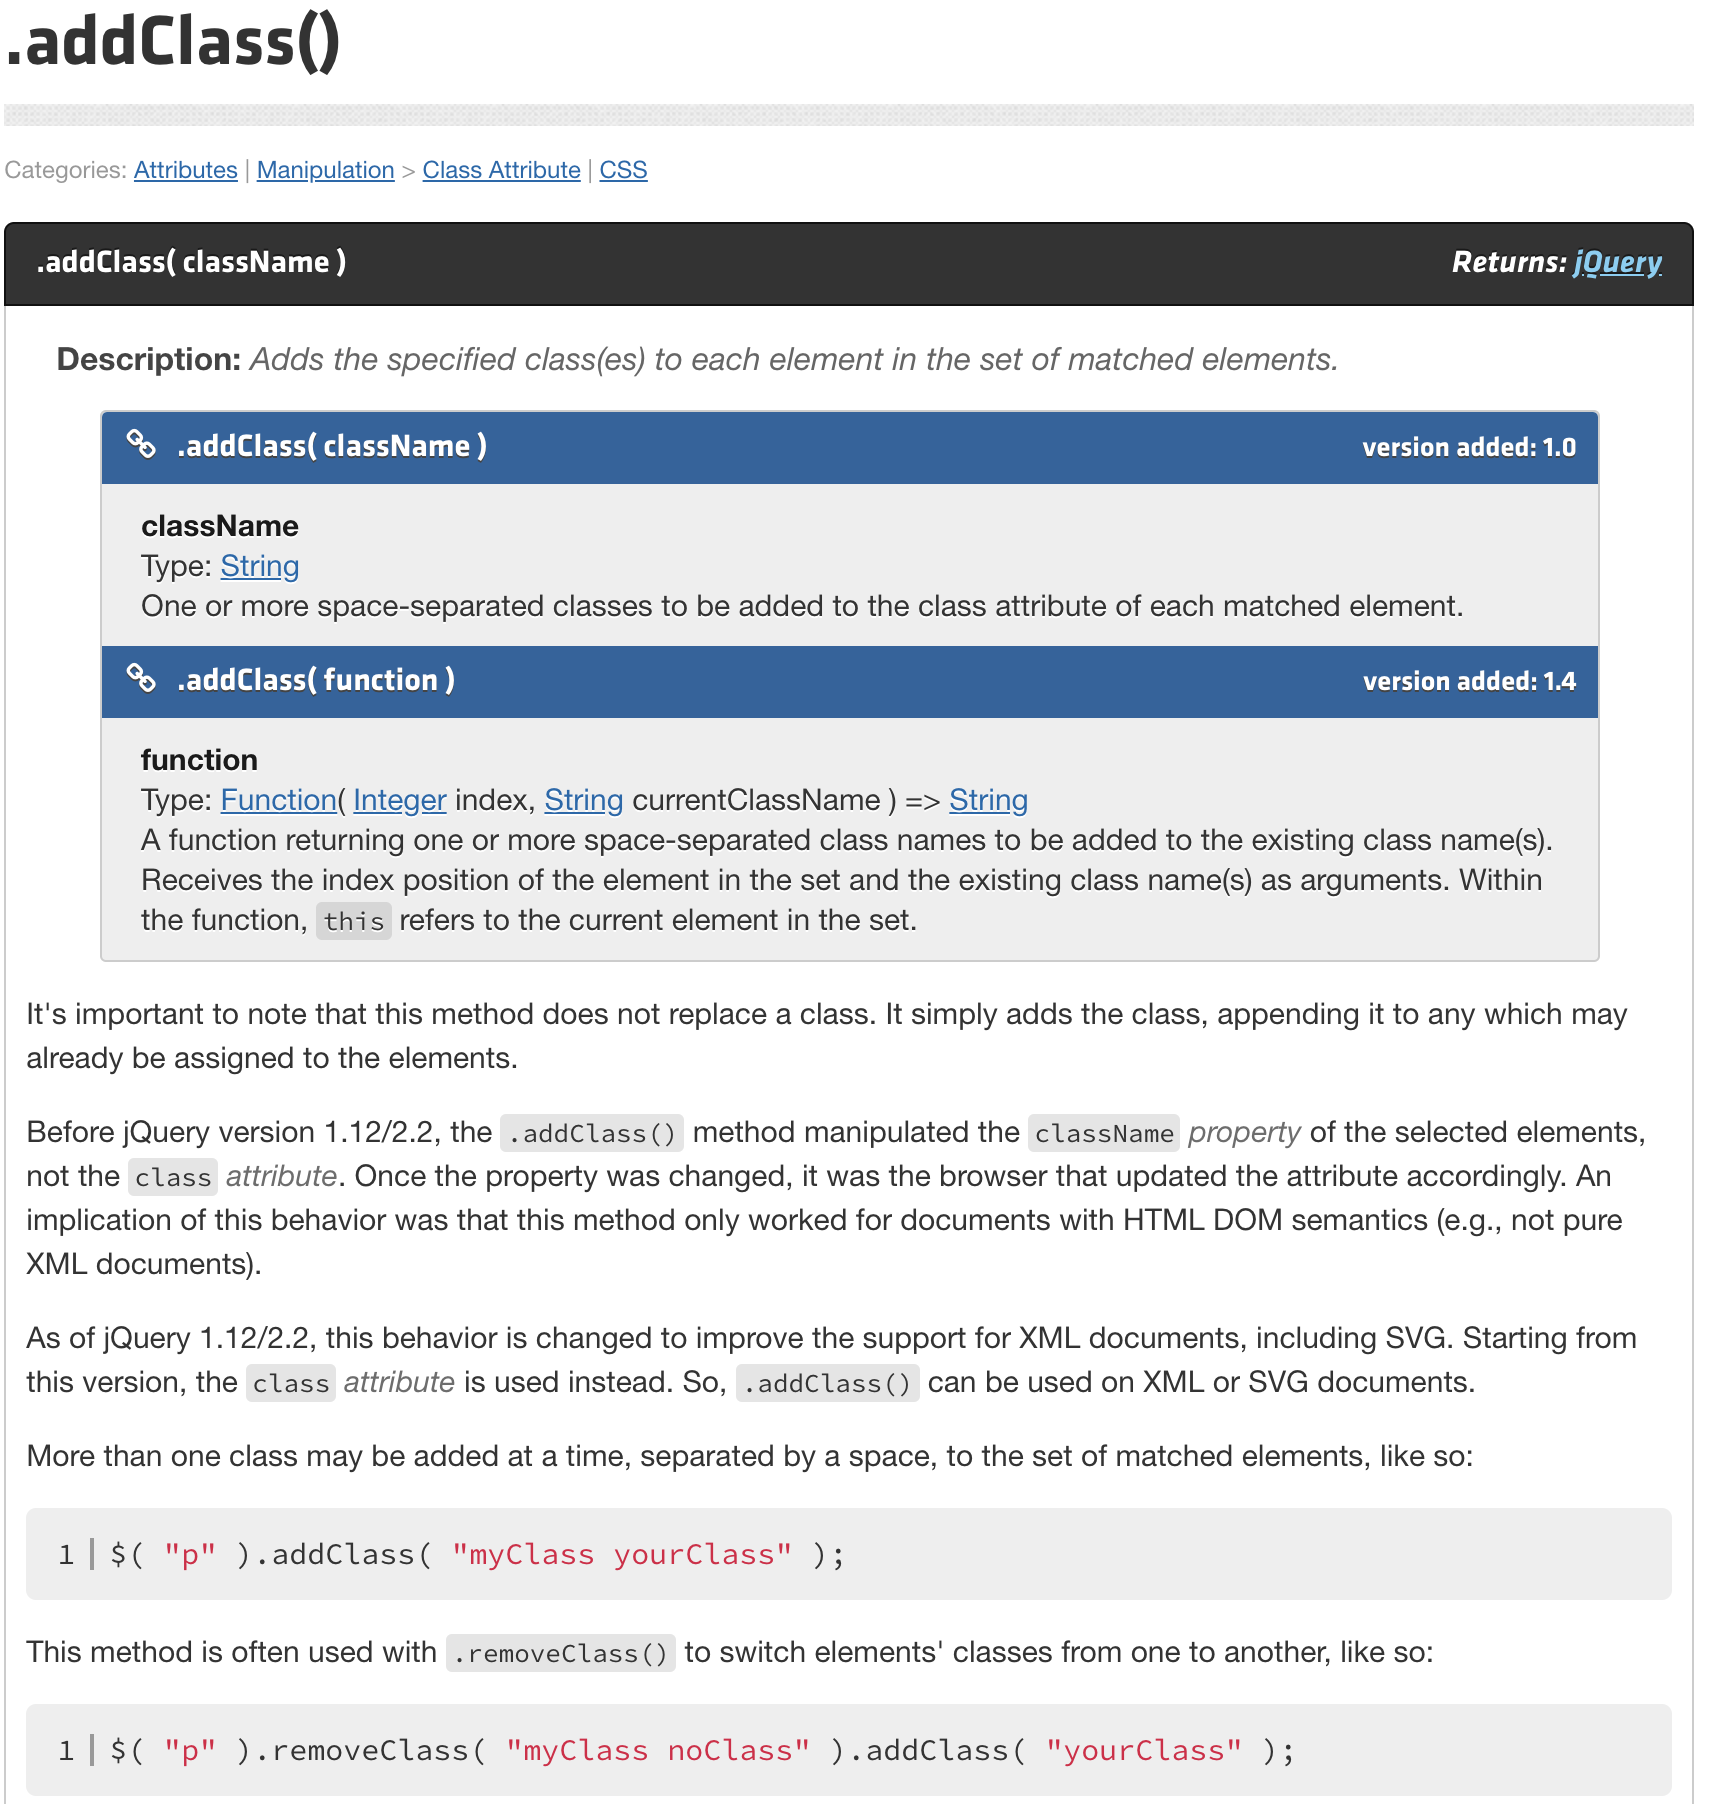 .addClass()
Categories: Attributes | Manipulation > Class Attribute | CSS
.addClass( className )
Returns: jQuery
Description: Adds the specified class(es) to each element in the set of matched elements.
.addClass( className )
version added: 1.0
className
Type: String
One or more space-separated classes to be added to the class attribute of each matched element.
.addClass( function )
version added: 1.4
function
Type: Function( Integer index, String currentClassName ) => String
A function returning one or more space-separated class names to be added to the existing class name(s).
Receives the index position of the element in the set and the existing class name(s) as arguments. Within
the function, this refers to the current element in the set.
It's important to note that this method does not replace a class. It simply adds the class, appending it to any which may
already be assigned to the elements.
Before jQuery version 1.12/2.2, the .addClass() method manipulated the className property of the selected elements,
not the class attribute. Once the property was changed, it was the browser that updated the attribute accordingly. An
implication of this behavior was that this method only worked for documents with HTML DOM semantics (e.g., not pure
XML documents).
As of jQuery 1.12/2.2, this behavior is changed to improve the support for XML documents, including SVG. Starting from
this version, the class attribute is used instead. So, .addClass() can be used on XML or SVG documents.
More than one class may be added at a time, separated by a space, to the set of matched elements, like so:
1 | $( "p" ).addClass( "myClass yourClass" );
This method is often used with .removeClass() to switch elements' classes from one to another, like so:
1 | $( "p" ).removeClass( "myClass noClass" ).addClass( "yourClass" );